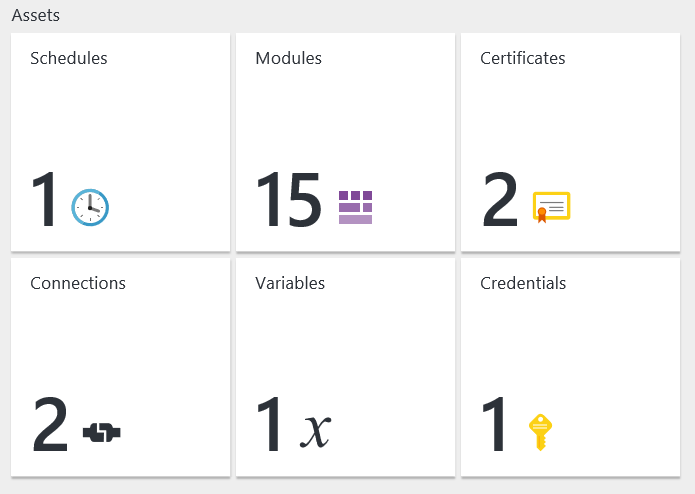 Assets
Schedules
1
Modules
15
Certificates
2
Connections
2
Variables
1 x
Credentials
1